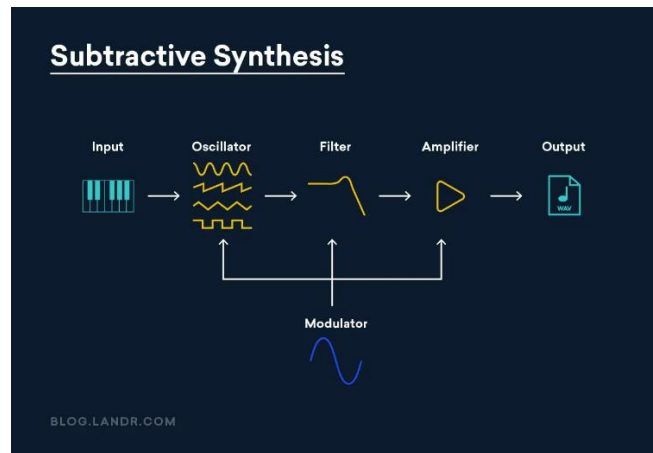 Subtractive Synthesis
Input Oscillator Filter Amplifier Output
WAV
Modulator
BLOG.LANDR.COM